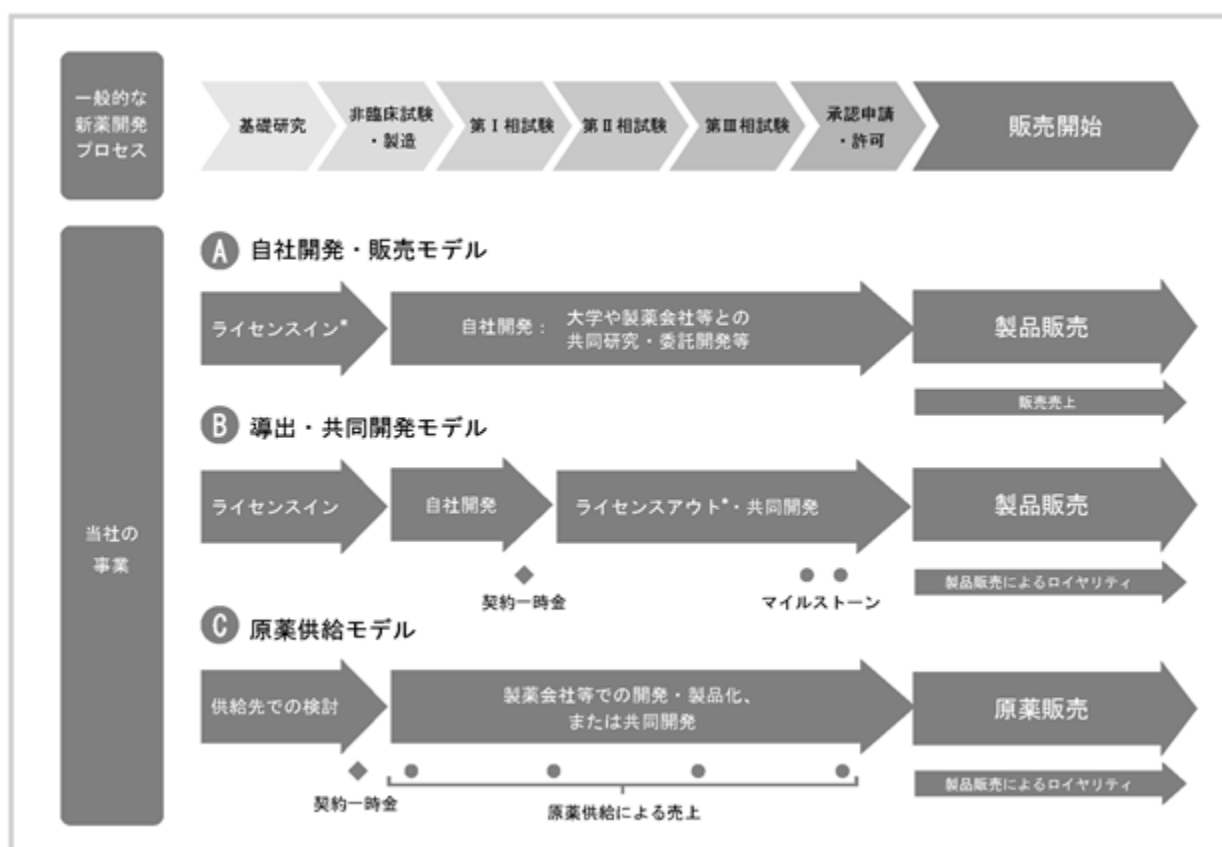 一般的な
新薬開発
プロセス
基礎研究
非臨床試験
・製造
第Ⅰ相試験
第Ⅱ相試験
第Ⅲ相試験
承認申請
・許可
販売開始
当社の
事業
A 自社開発・販売モデル
ライセンスイン*
自社開発： 大学や製薬会社等との
共同研究・委託開発等
製品販売
販売売上
B 導出・共同開発モデル
ライセンスイン
自社開発
ライセンスアウト*・共同開発
製品販売
契約一時金
マイルストーン
製品販売によるロイヤリティ
C 原薬供給モデル
供給先での検討
製薬会社等での開発・製品化、
または共同開発
原薬販売
契約一時金
原薬供給による売上
製品販売によるロイヤリティ